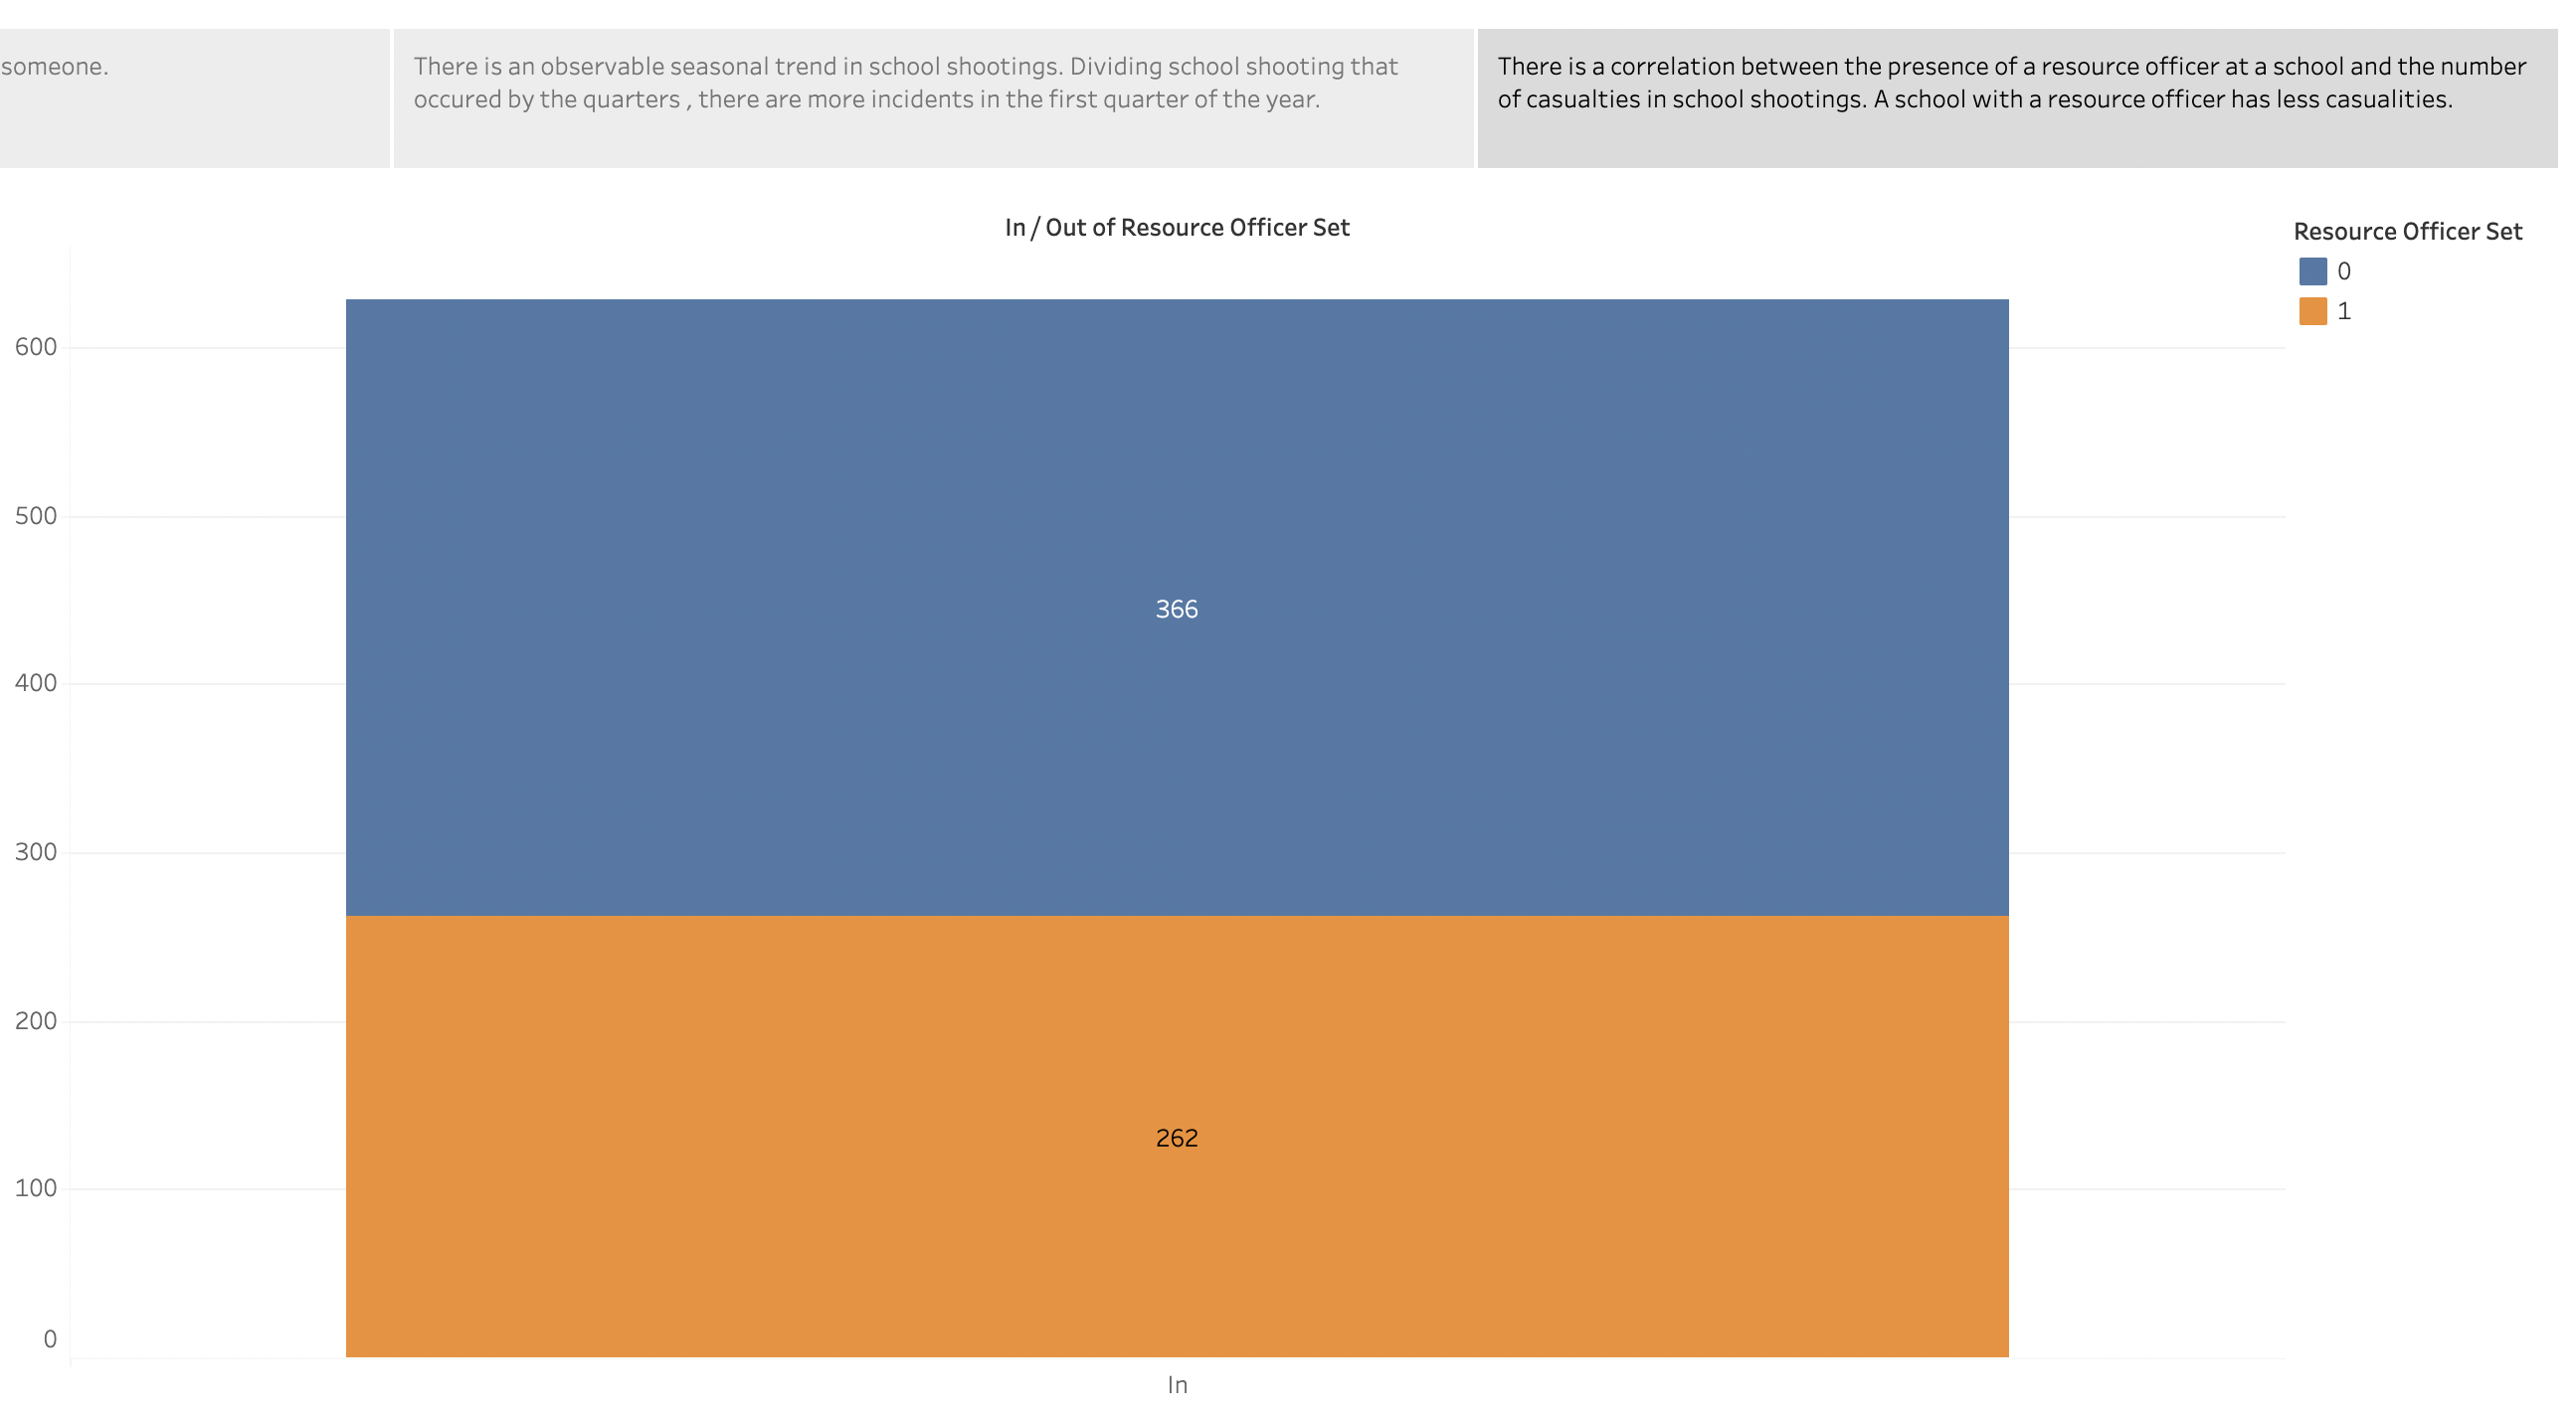 someone.
There is an observable seasonal trend in school shootings. Dividing school shooting that
occured by the quarters , there are more incidents in the first quarter of the year.
There is a correlation between the presence of a resource officer at a school and the number
of casualties in school shootings. A school with a resource officer has less casualities.
In / Out of Resource Officer Set
Resource Officer Set
0
1
600
500
400
300
200
100
0
366
262
In